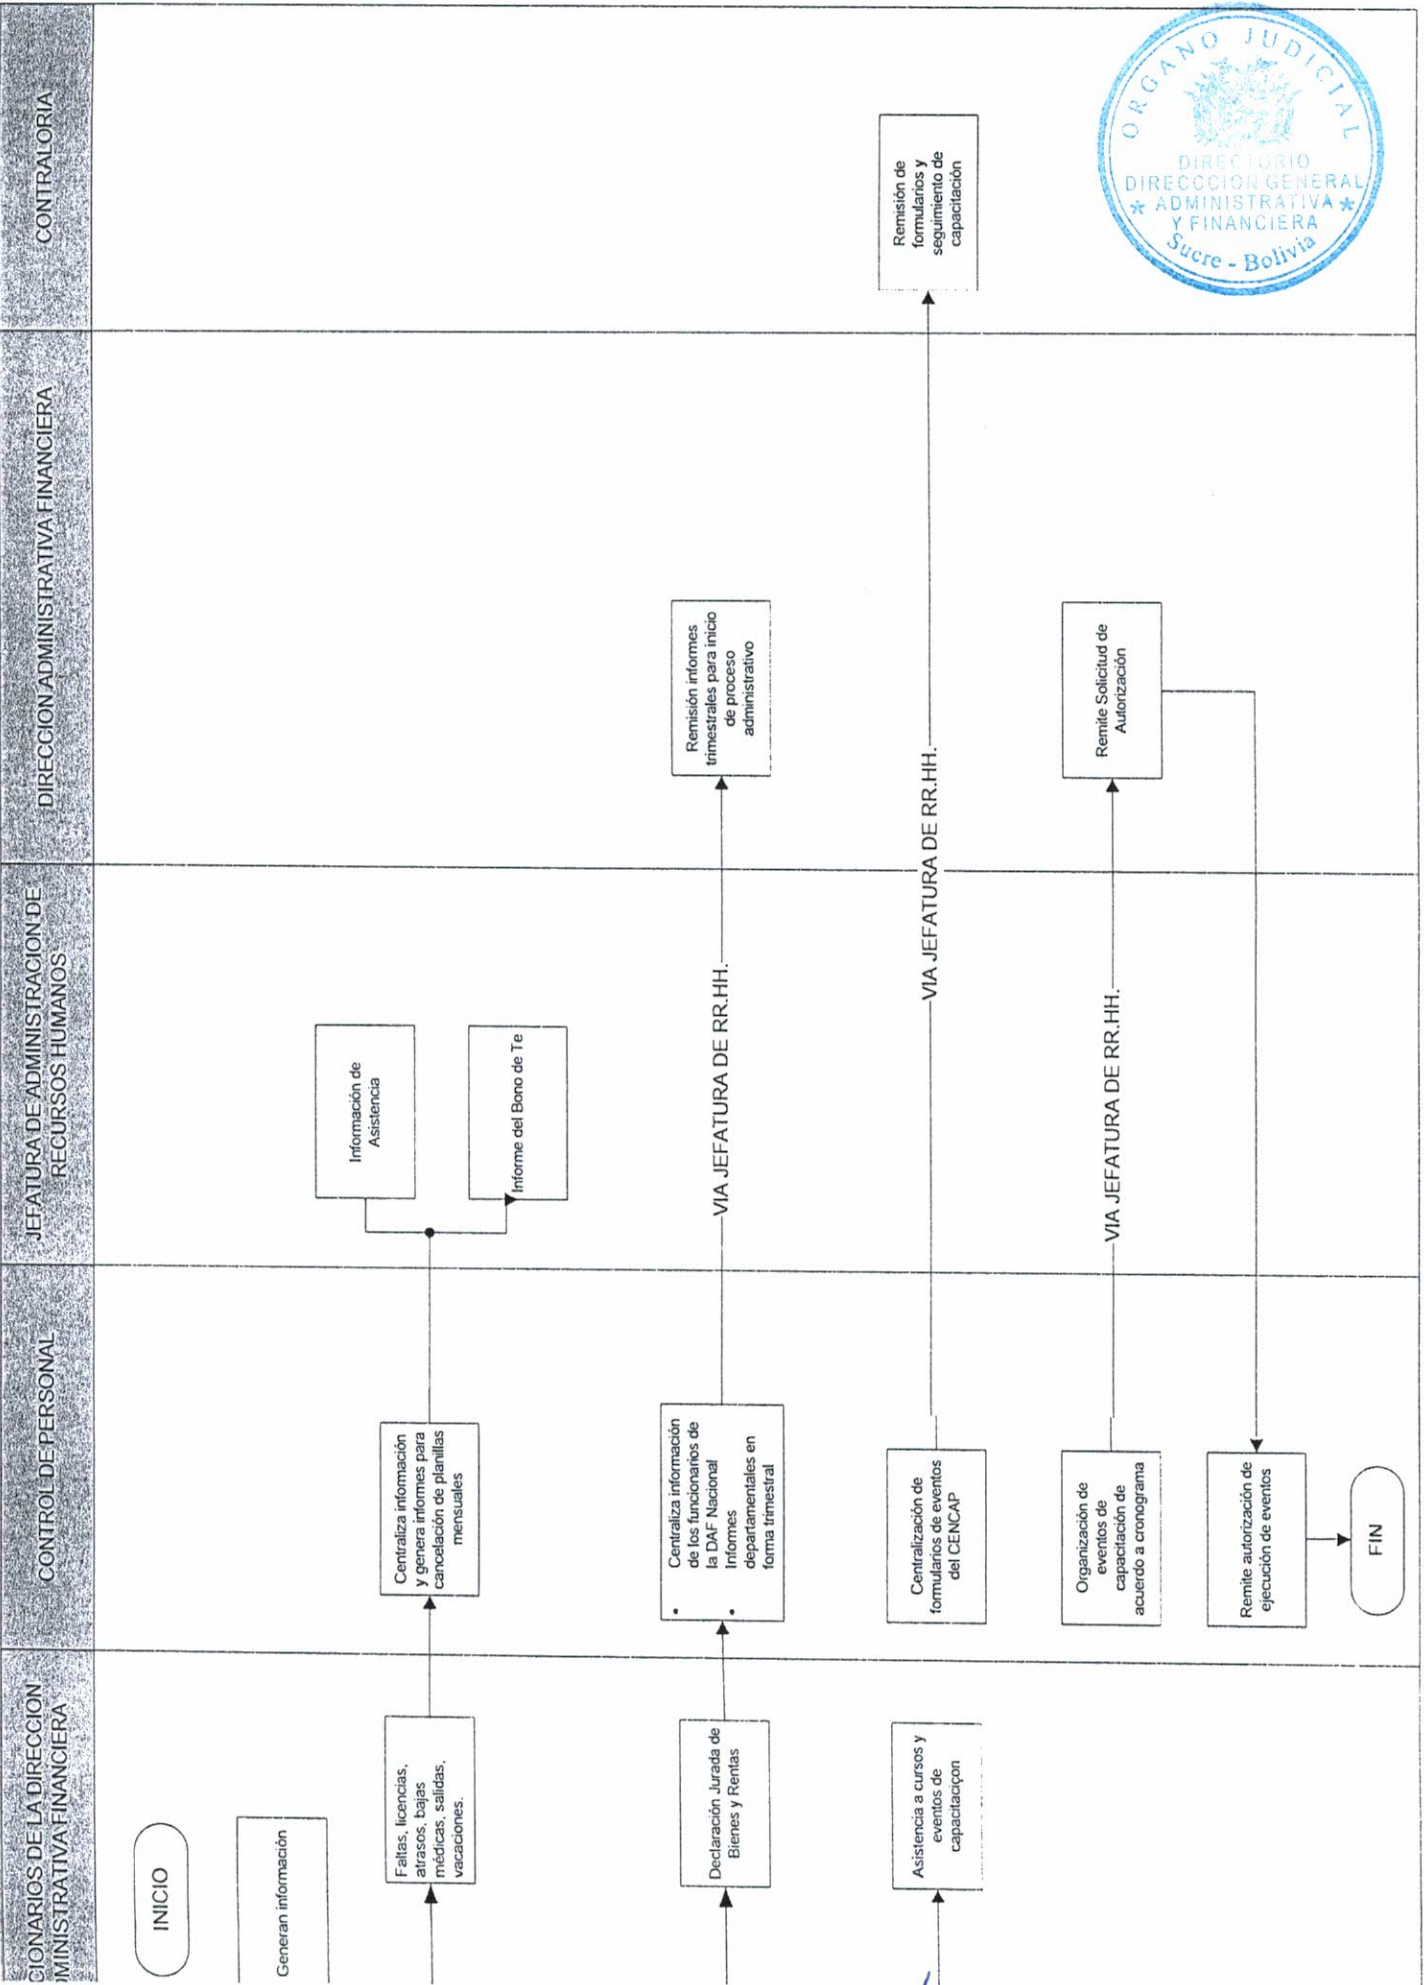 CIONARIOS DE LA DIRECCION
DMINISTRATIVA FINANCIERA
CONTROL DE PERSONAL
JEFATURA DE ADMINISTRACION DE
RECURSOS HUMANOS
DIRECCION ADMINISTRATIVA FINANCIERA
CONTRALORIA
INICIO
Generan información
Faltas, licencias,
atrasos, bajas
médicas, salidas,
vacaciones.
Centraliza información
y genera informes para
cancelación de planillas
mensuales
Información de
Asistencia
Informe del Bono de Te
Declaración Jurada de
Bienes y Rentas
• Centraliza información
de los funcionarios de
la DAF Nacional
• Informes
departamentales en
forma trimestral
VIA JEFATURA DE RR.HH.
Remisión informes
trimestrales para inicio
de proceso
administrativo
Asistencia a cursos y
eventos de
capacitaciçon
Centralización de
formularios de eventos
del CENCAP
VIA JEFATURA DE RR.HH.
Remisión de
formularios y
seguimiento de
capacitación
Organización de
eventos de
capacitación de
acuerdo a cronograma
VIA JEFATURA DE RR.HH.
Remite Solicitud de
Autorización
Remite autorización de
ejecución de eventos
FIN
ORGANO JUDICIAL
DIRECTORIO
DIRECCCION GENERAL
★ ADMINISTRATIVA ★
Y FINANCIERA
Sucre - Bolivia